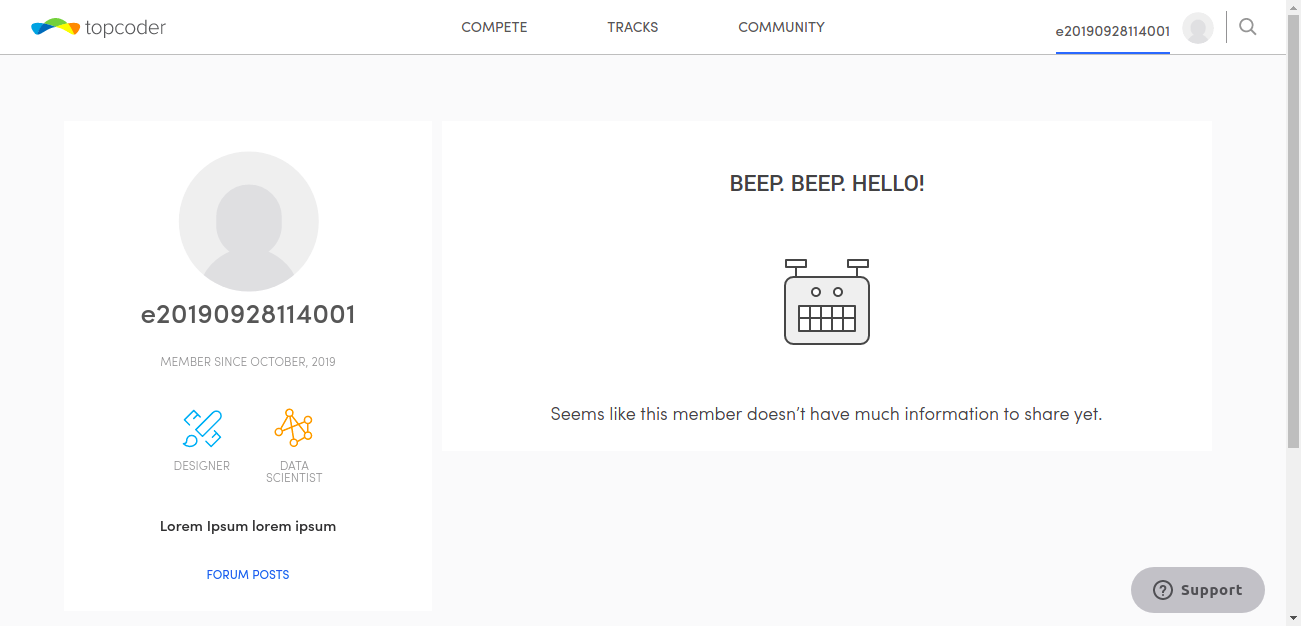 topcoder
COMPETE
TRACKS
COMMUNITY
e20190928114001
e20190928114001
MEMBER SINCE OCTOBER, 2019
DESIGNER
DATA
SCIENTIST
Lorem Ipsum lorem ipsum
FORUM POSTS
BEEP. BEEP. HELLO!
Seems like this member doesn’t have much information to share yet.
? Support